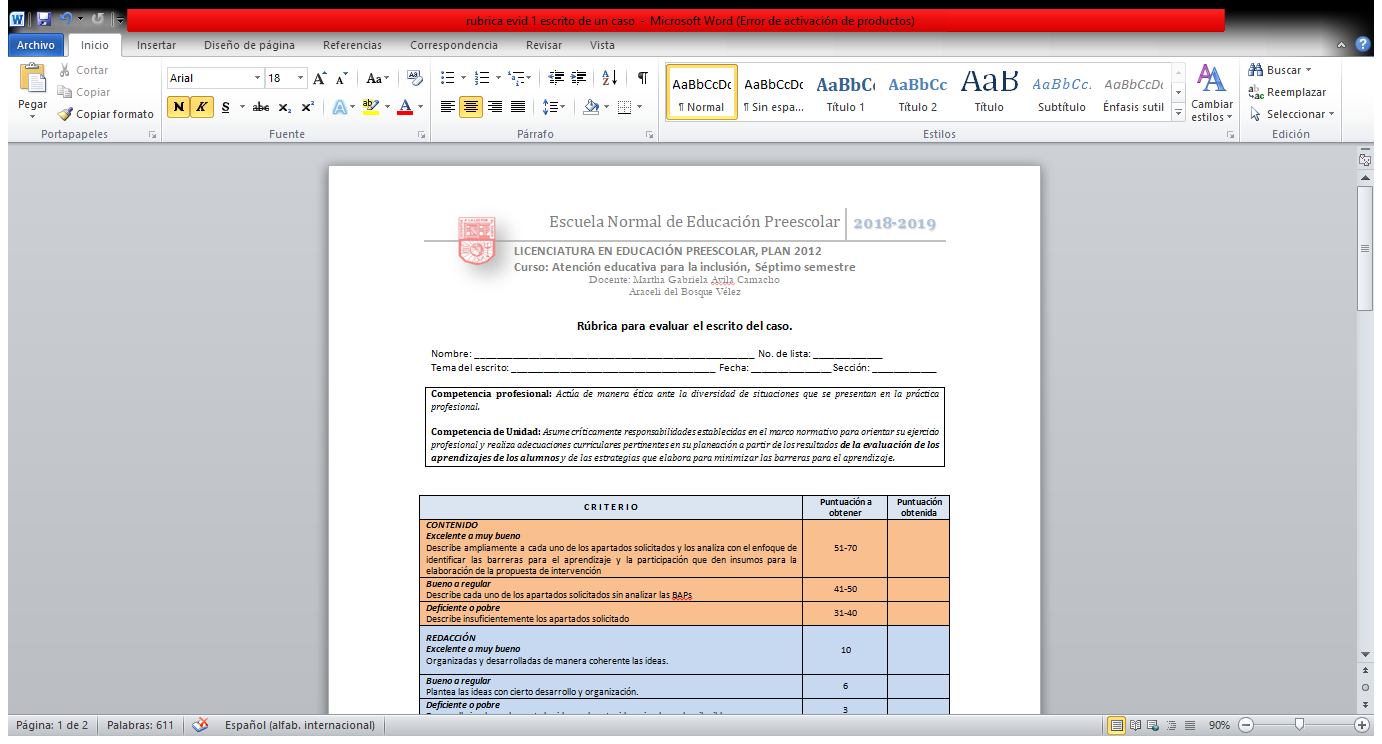 rubrica evid 1 escrito de un caso - Microsoft Word (Error de activación de productos)
Archivo Inicio Insertar Diseño de página Referencias Correspondencia Revisar Vista
Pegar
Cortar
Copiar
Copiar formato
Portapapeles
Arial 18
N K S abc x₂ x² A ab A
Fuente
Párrafo
AaBbCcDc AaBbCcDc AaBbC AaBbCc AaB AaBbCc. AaBbCcDc
¶ Normal ¶ Sin espa... Título 1 Título 2 Título Subtítulo Énfasis sutil
Cambiar estilos
Estilos
Buscar
Reemplazar
Seleccionar
Edición
Escuela Normal de Educación Preescolar 2018-2019
LICENCIATURA EN EDUCACIÓN PREESCOLAR, PLAN 2012
Curso: Atención educativa para la inclusión, Séptimo semestre
Docente: Martha Gabriela Avila Camacho
Araceli del Bosque Vélez
Rúbrica para evaluar el escrito del caso.
Nombre: ____________________ No. de lista: __________
Tema del escrito: ____________________ Fecha: __________ Sección: __________
Competencia profesional: Actúa de manera ética ante la diversidad de situaciones que se presentan en la práctica
profesional.
Competencia de Unidad: Asume críticamente responsabilidades establecidas en el marco normativo para orientar su ejercicio
profesional y realiza adecuaciones curriculares pertinentes en su planeación a partir de los resultados de la evaluación de los
aprendizajes de los alumnos y de las estrategias que elabora para minimizar las barreras para el aprendizaje.
CRITERIO Puntuación a obtener Puntuación obtenida
CONTENIDO
Excelente a muy bueno
Describe ampliamente a cada uno de los apartados solicitados y los analiza con el enfoque de
identificar las barreras para el aprendizaje y la participación que den insumos para la
elaboración de la propuesta de intervención
51-70
Bueno a regular
Describe cada uno de los apartados solicitados sin analizar las BAPs
41-50
Deficiente o pobre
Describe insuficientemente los apartados solicitado
31-40
REDACCIÓN
Excelente a muy bueno
Organizadas y desarrolladas de manera coherente las ideas.
10
Bueno a regular
Plantea las ideas con cierto desarrollo y organización.
6
Deficiente o pobre
3
Página: 1 de 2 Palabras: 611 Español (alfab. internacional) 90%